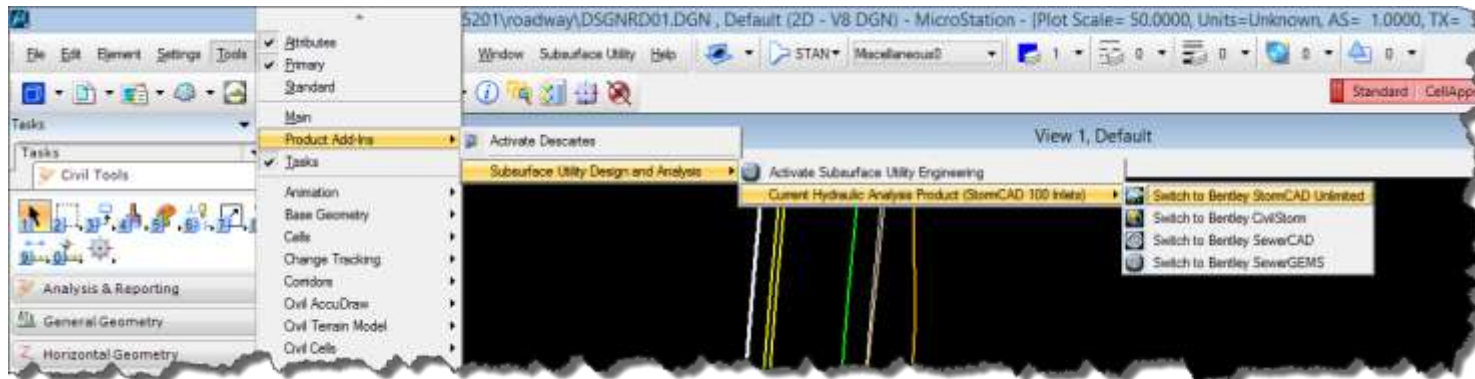 5201\roadway\DSGNRD01.DGN , Default (2D - V8 DGN) - MicroStation - [Plot Scale= 50.0000, Units=Unknown, AS= 1.0000, TX=
File Edit Element Settings Tools
Window Subsurface Utility Help STAN Miscellaneous0 1 0 0 0 0
Standard CellApp
Attributes
Primary
Standard
Main
Product Add-Ins
Tasks
Animation
Base Geometry
Cells
Change Tracking
Corridors
Civil AccuDraw
Civil Terrain Model
Civil Cells
Activate Descartes
Subsurface Utility Design and Analysis
Activate Subsurface Utility Engineering
Current Hydraulic Analysis Product (StormCAD 100 Inlets)
Switch to Bentley StormCAD Unlimited
Switch to Bentley CivilStorm
Switch to Bentley SewerCAD
Switch to Bentley SewerGEMS
View 1, Default
Tasks
Tasks
Civil Tools
Analysis & Reporting
General Geometry
Horizontal Geometry